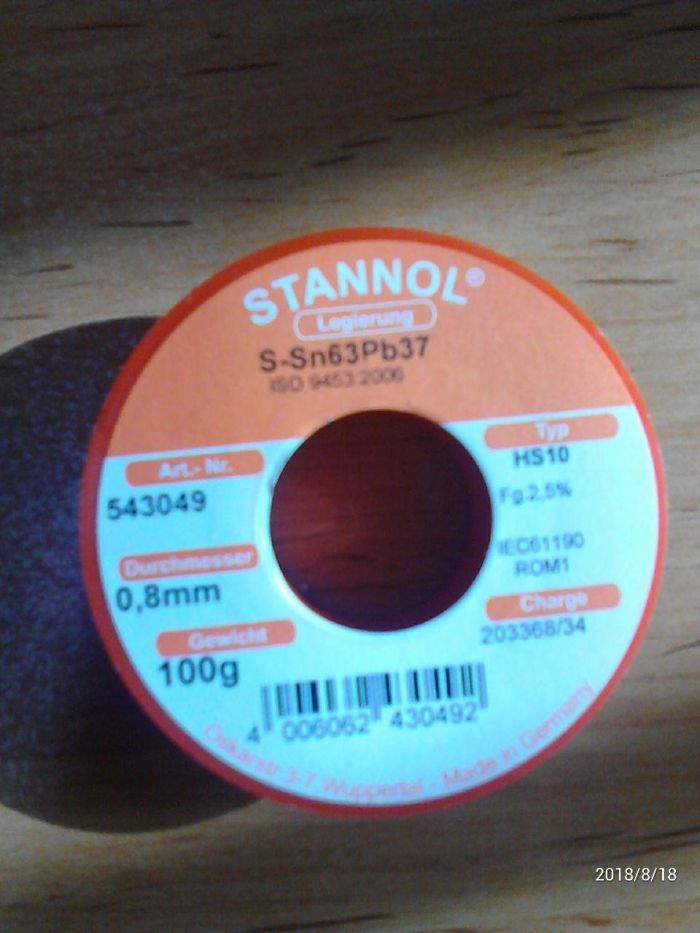 STANNOL®
Legierung
S-Sn63Pb37
ISO 9453:2006
Art.- Nr.
543049
Durchmesser
0,8mm
Gewicht
100g
Typ
HS10
Fg.2,5%
IEC61190
ROM1
Charge
203368/34
4 006062 430492
Oskarstr 3-7 Wuppertal - Made in Germany
2018/8/18